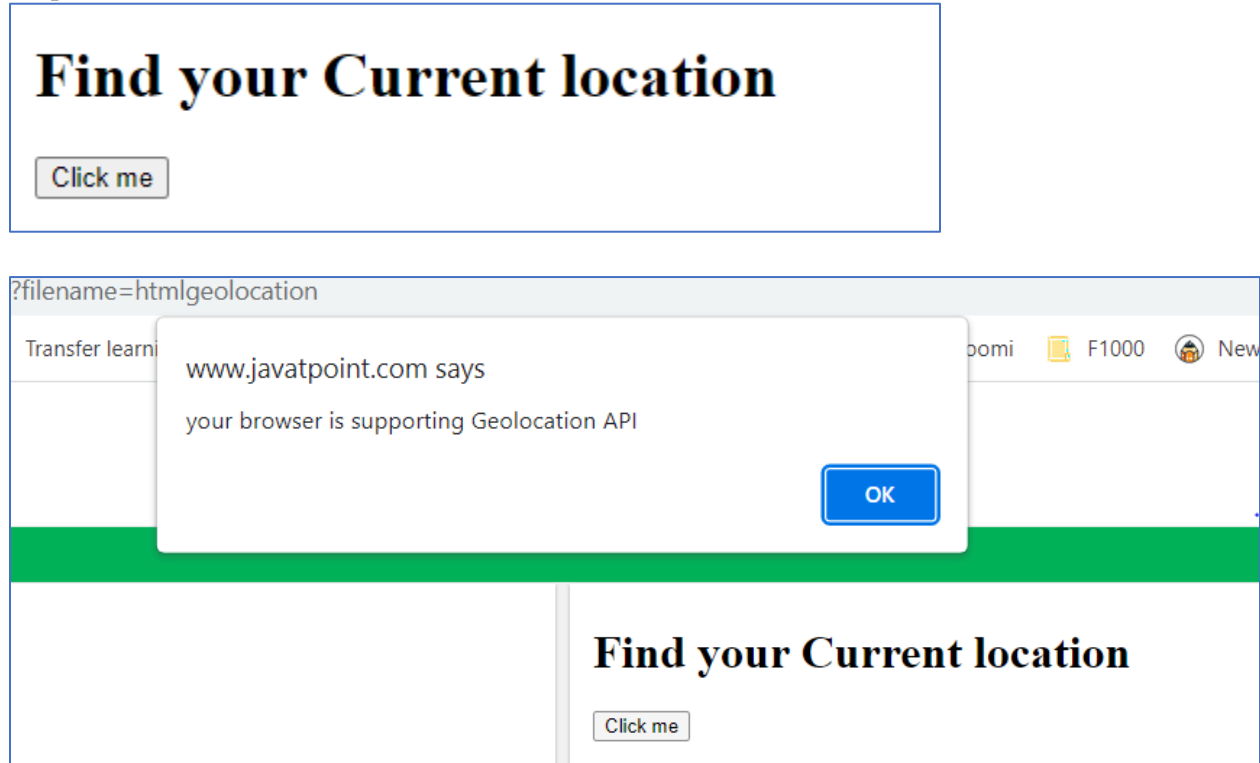 Find your Current location
Click me
?filename=htmlgeolocation
Transfer learni
oomi F1000 New
www.javatpoint.com says
your browser is supporting Geolocation API
OK
Find your Current location
Click me